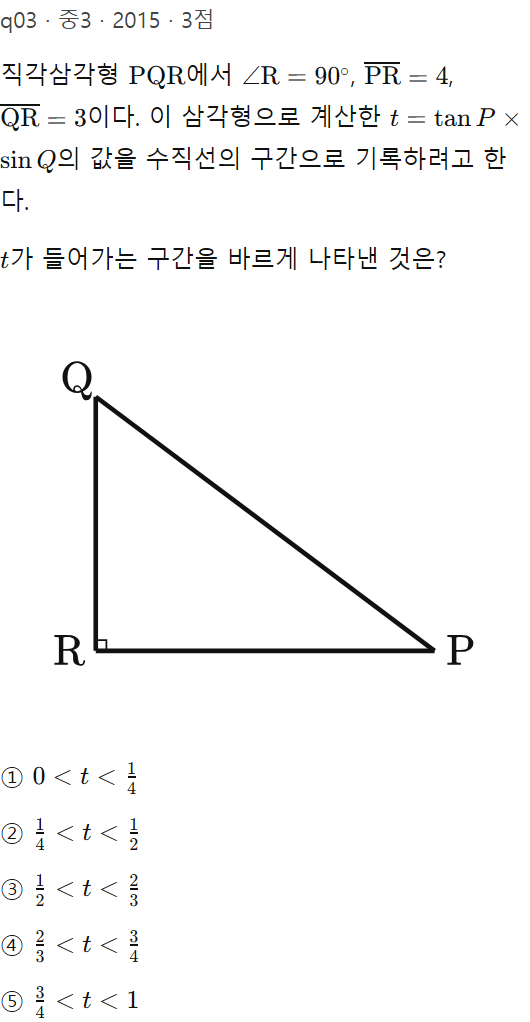 q03 · 중3 · 2015 · 3점
직각삼각형 PQR에서 ∠R = 90°, $\overline{PR}$ = 4,
$\overline{QR}$ = 3이다. 이 삼각형으로 계산한 t = tan P ×
sin Q의 값을 수직선의 구간으로 기록하려고 한
다.
t가 들어가는 구간을 바르게 나타낸 것은?
Q
R
P
① 0 < t < 1/4
② 1/4 < t < 1/2
③ 1/2 < t < 2/3
④ 2/3 < t < 3/4
⑤ 3/4 < t < 1